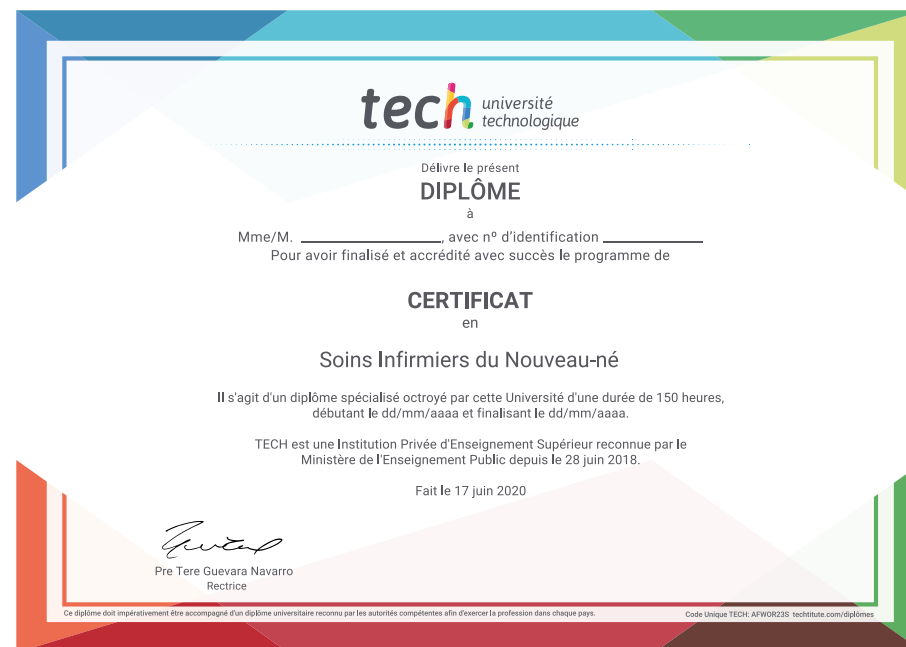 tech université
technologique
Délivre le présent
DIPLÔME
à
Mme/M. ____________________, avec nº d'identification ______________
Pour avoir finalisé et accrédité avec succès le programme de
CERTIFICAT
en
Soins Infirmiers du Nouveau-né
Il s'agit d'un diplôme spécialisé octroyé par cette Université d'une durée de 150 heures,
débutant le dd/mm/aaaa et finalisant le dd/mm/aaaa.
TECH est une Institution Privée d'Enseignement Supérieur reconnue par le
Ministère de l'Enseignement Public depuis le 28 juin 2018.
Fait le 17 juin 2020
Pre Tere Guevara Navarro
Rectrice
Ce diplôme doit impérativement être accompagné d'un diplôme universitaire reconnu par les autorités compétentes afin d'exercer la profession dans chaque pays.
Code Unique TECH: AFWOR23S techtitute.com/diplômes